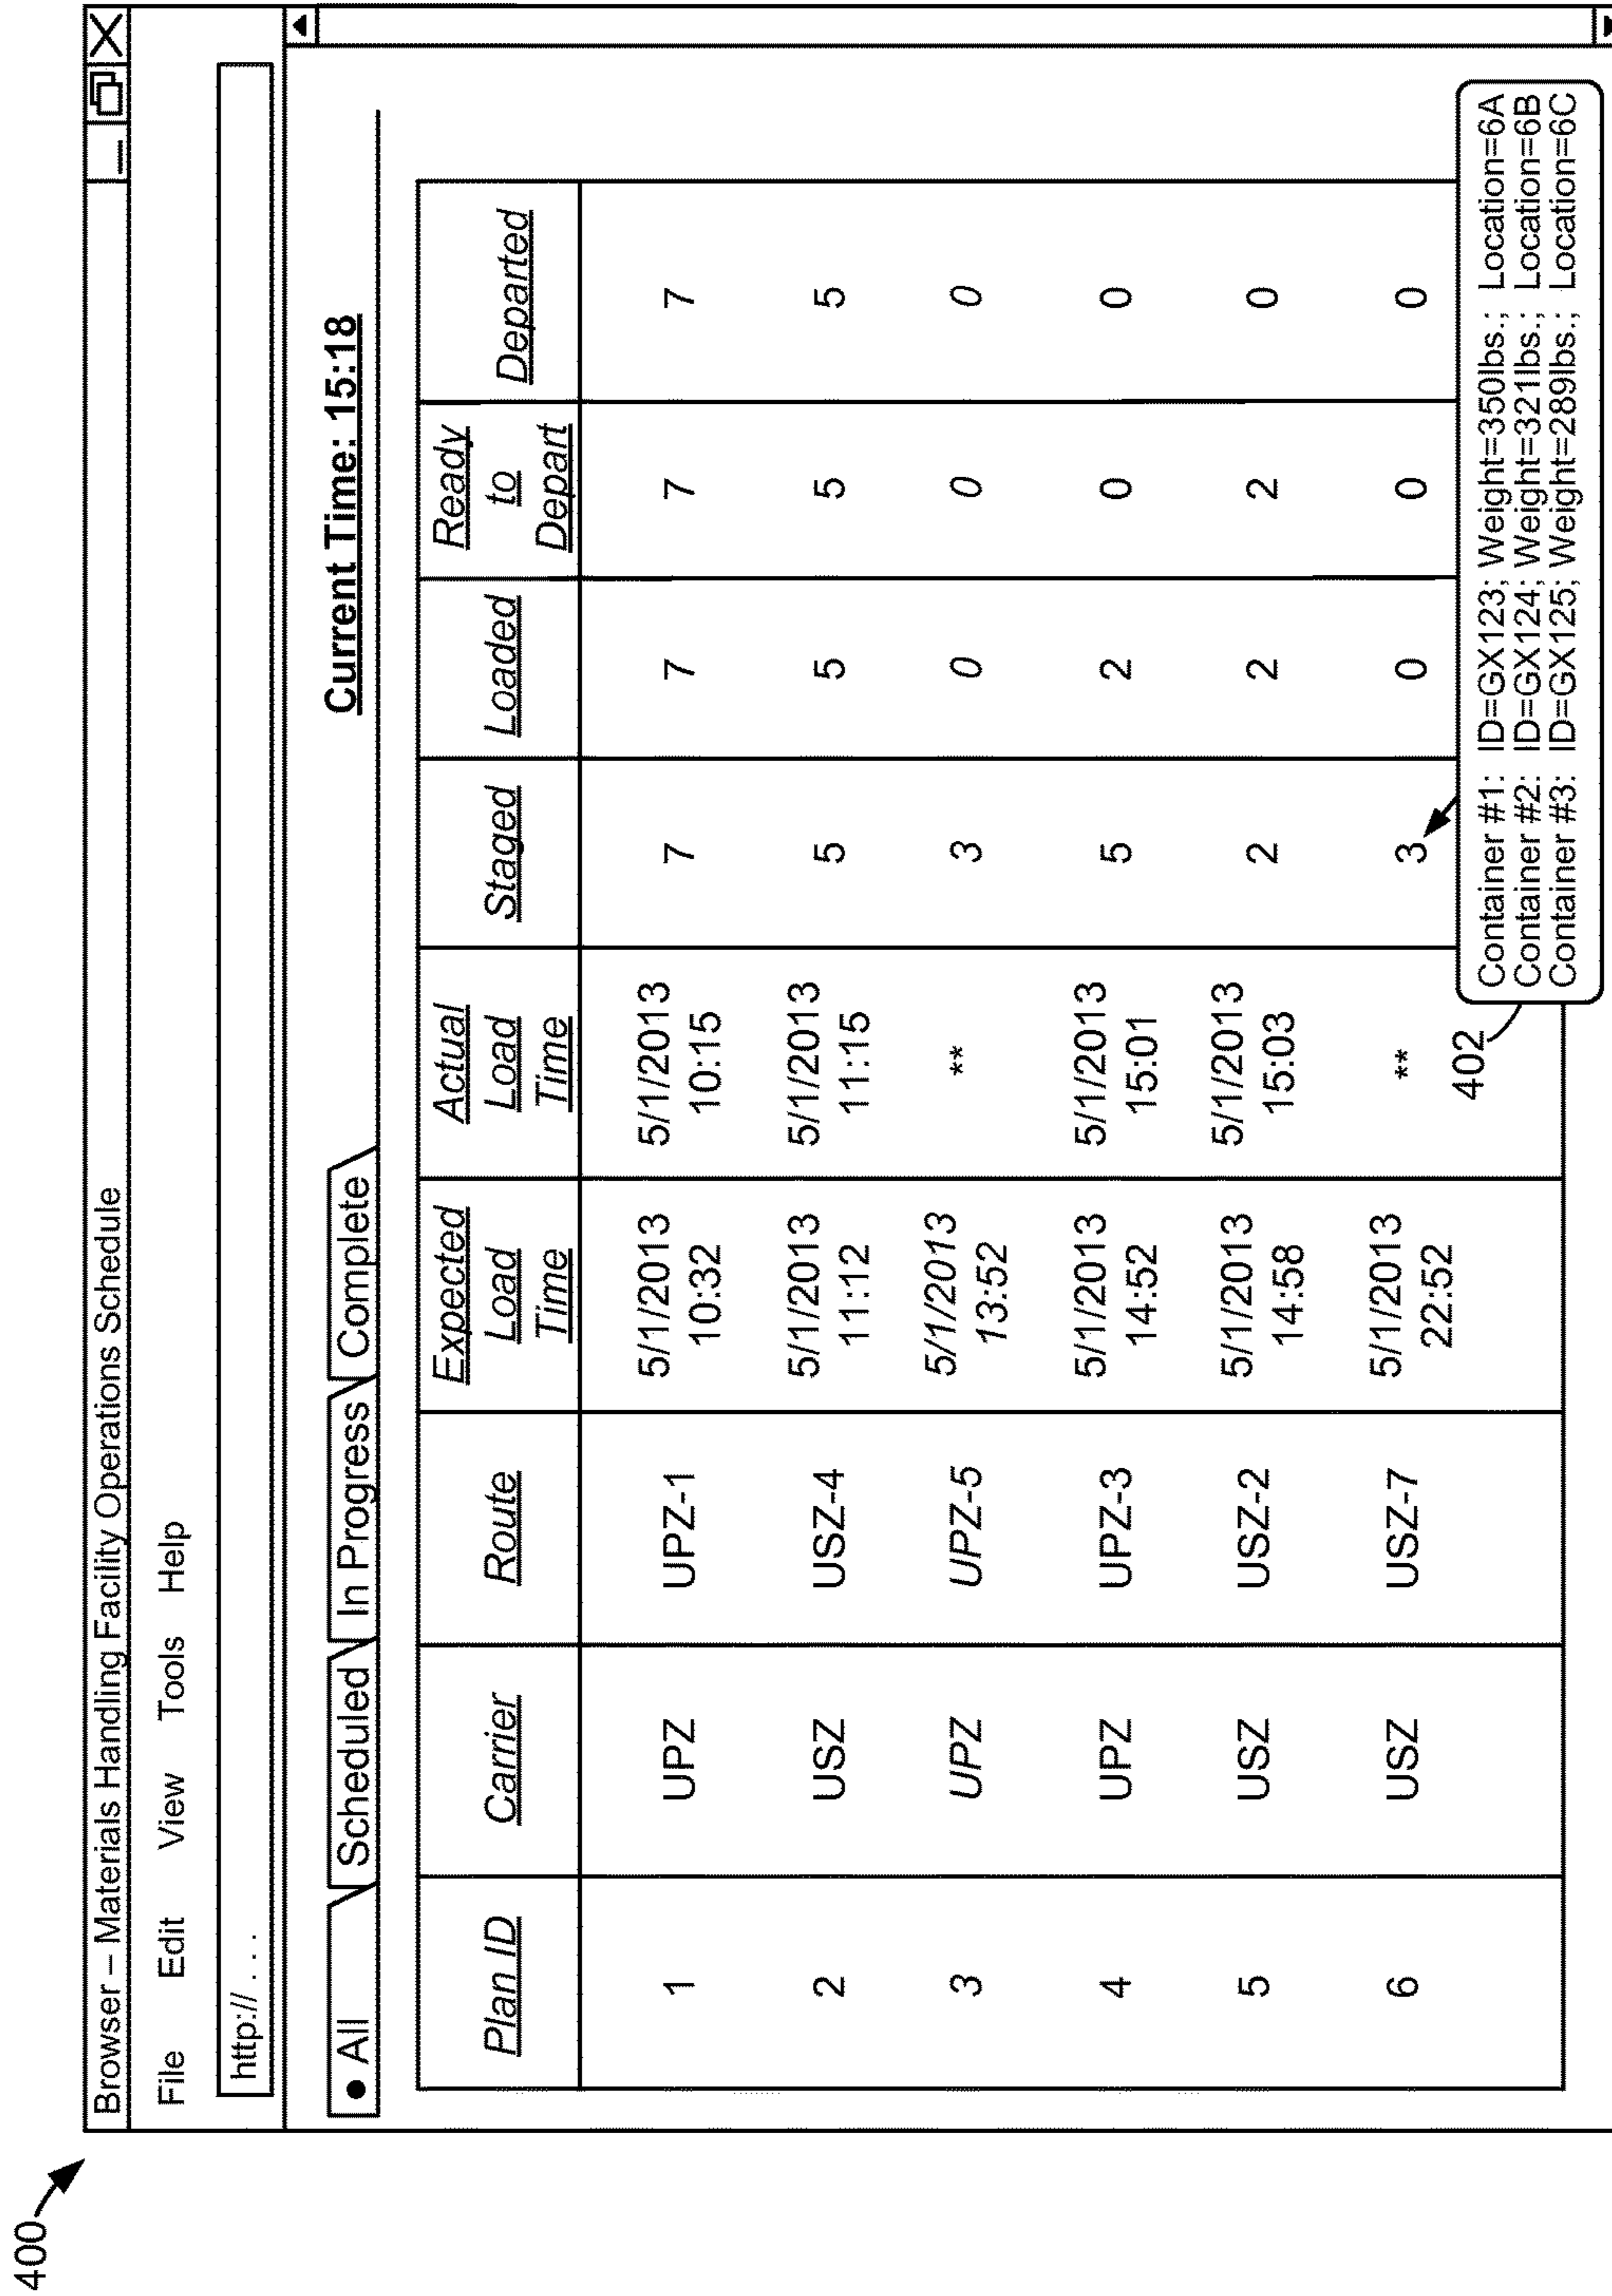 400
Browser – Materials Handling Facility Operations Schedule
File Edit View Tools Help
http:// . . .
Current Time: 15:18
● All Scheduled In Progress Complete
Plan ID Carrier Route Expected Load Time Actual Load Time Staged Loaded Ready to Depart Departed
1 UPZ UPZ-1 5/1/2013 10:32 5/1/2013 10:15 7 7 7 7
2 USZ USZ-4 5/1/2013 11:12 5/1/2013 11:15 5 5 5 5
3 UPZ UPZ-5 5/1/2013 13:52 ** 3 0 0 0
4 UPZ UPZ-3 5/1/2013 14:52 5/1/2013 15:01 5 2 0 0
5 USZ USZ-2 5/1/2013 14:58 5/1/2013 15:03 2 2 2 0
6 USZ USZ-7 5/1/2013 22:52 ** 3 0 0 0
402
Container #1: ID=GX123; Weight=350lbs.; Location=6A
Container #2: ID=GX124; Weight=321lbs.; Location=6B
Container #3: ID=GX125; Weight=289lbs.; Location=6C